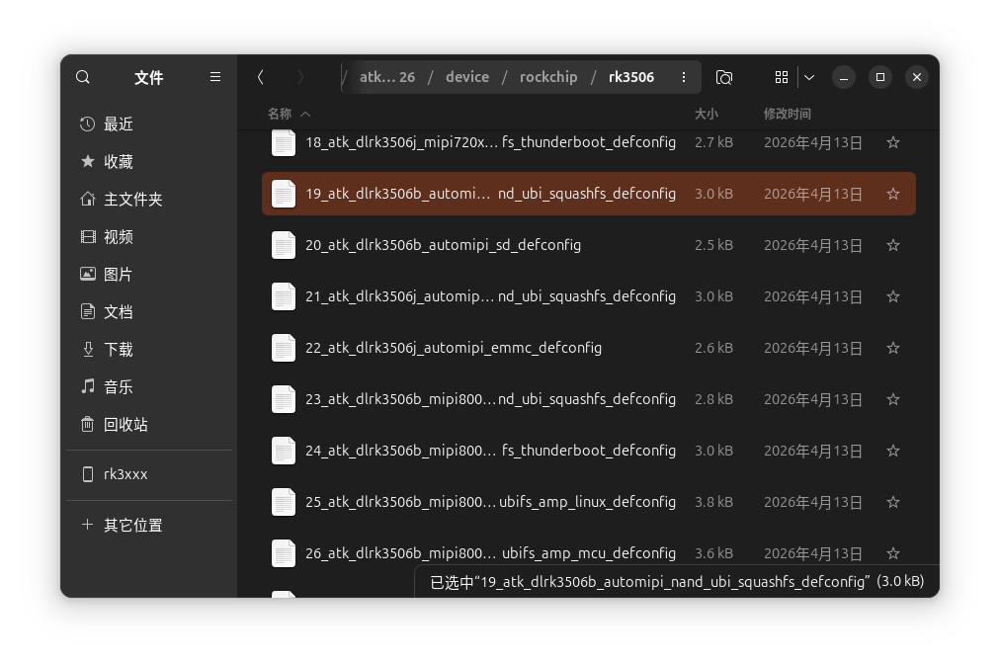 文件
atk… 26 / device / rockchip / rk3506
名称 大小 修改时间
最近
收藏
主文件夹
视频
图片
文档
下载
音乐
回收站
rk3xxx
其它位置
18_atk_dlrk3506j_mipi720x… fs_thunderboot_defconfig 2.7 kB 2026年4月13日
19_atk_dlrk3506b_automi… nd_ubi_squashfs_defconfig 3.0 kB 2026年4月13日
20_atk_dlrk3506b_automipi_sd_defconfig 2.5 kB 2026年4月13日
21_atk_dlrk3506j_automip… nd_ubi_squashfs_defconfig 3.0 kB 2026年4月13日
22_atk_dlrk3506j_automipi_emmc_defconfig 2.6 kB 2026年4月13日
23_atk_dlrk3506b_mipi800… nd_ubi_squashfs_defconfig 2.8 kB 2026年4月13日
24_atk_dlrk3506b_mipi800… fs_thunderboot_defconfig 3.0 kB 2026年4月13日
25_atk_dlrk3506b_mipi800… ubifs_amp_linux_defconfig 3.8 kB 2026年4月13日
26_atk_dlrk3506b_mipi800… ubifs_amp_mcu_defconfig 3.6 kB 2026年4月13日
已选中“19_atk_dlrk3506b_automipi_nand_ubi_squashfs_defconfig” (3.0 kB)